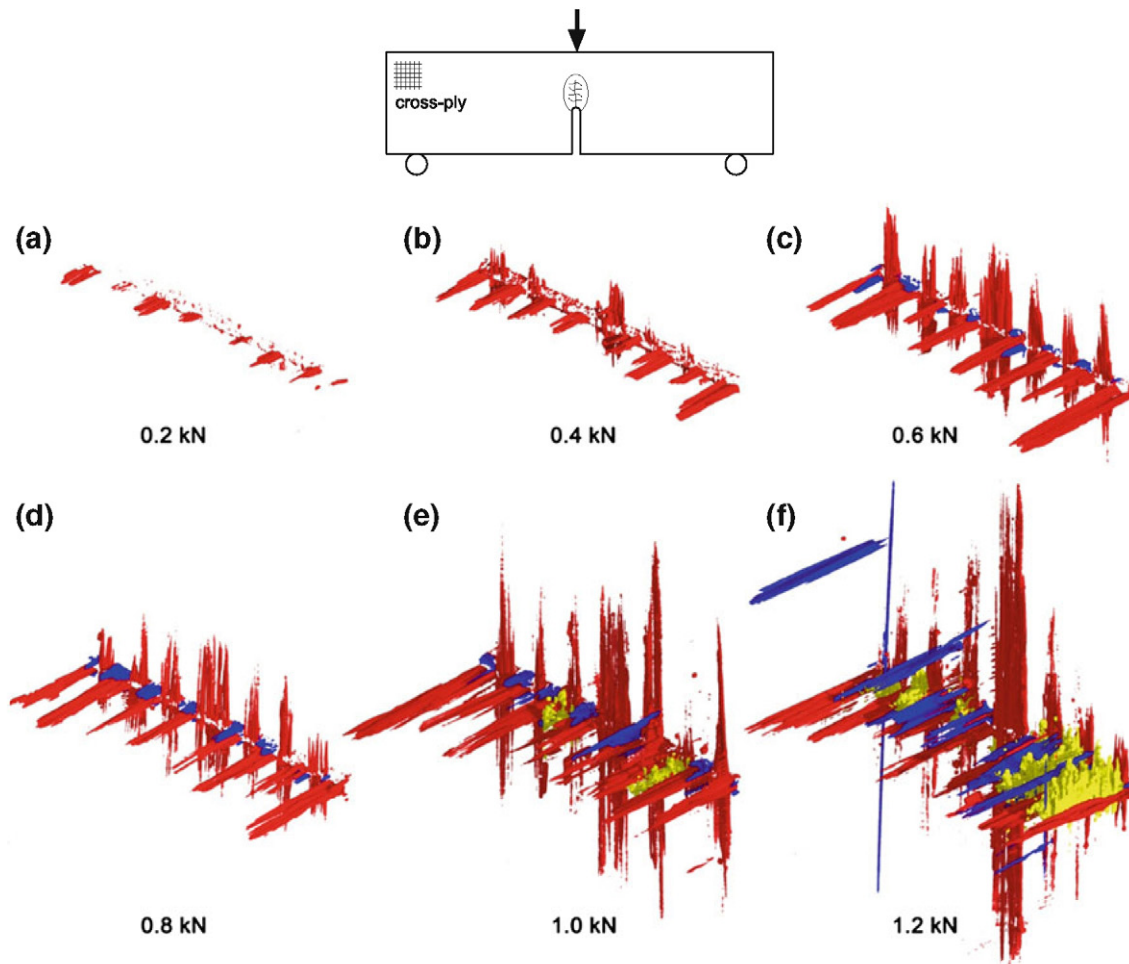 cross-ply
(a)
(b)
(c)
0.2 kN
0.4 kN
0.6 kN
(d)
(e)
(f)
0.8 kN
1.0 kN
1.2 kN